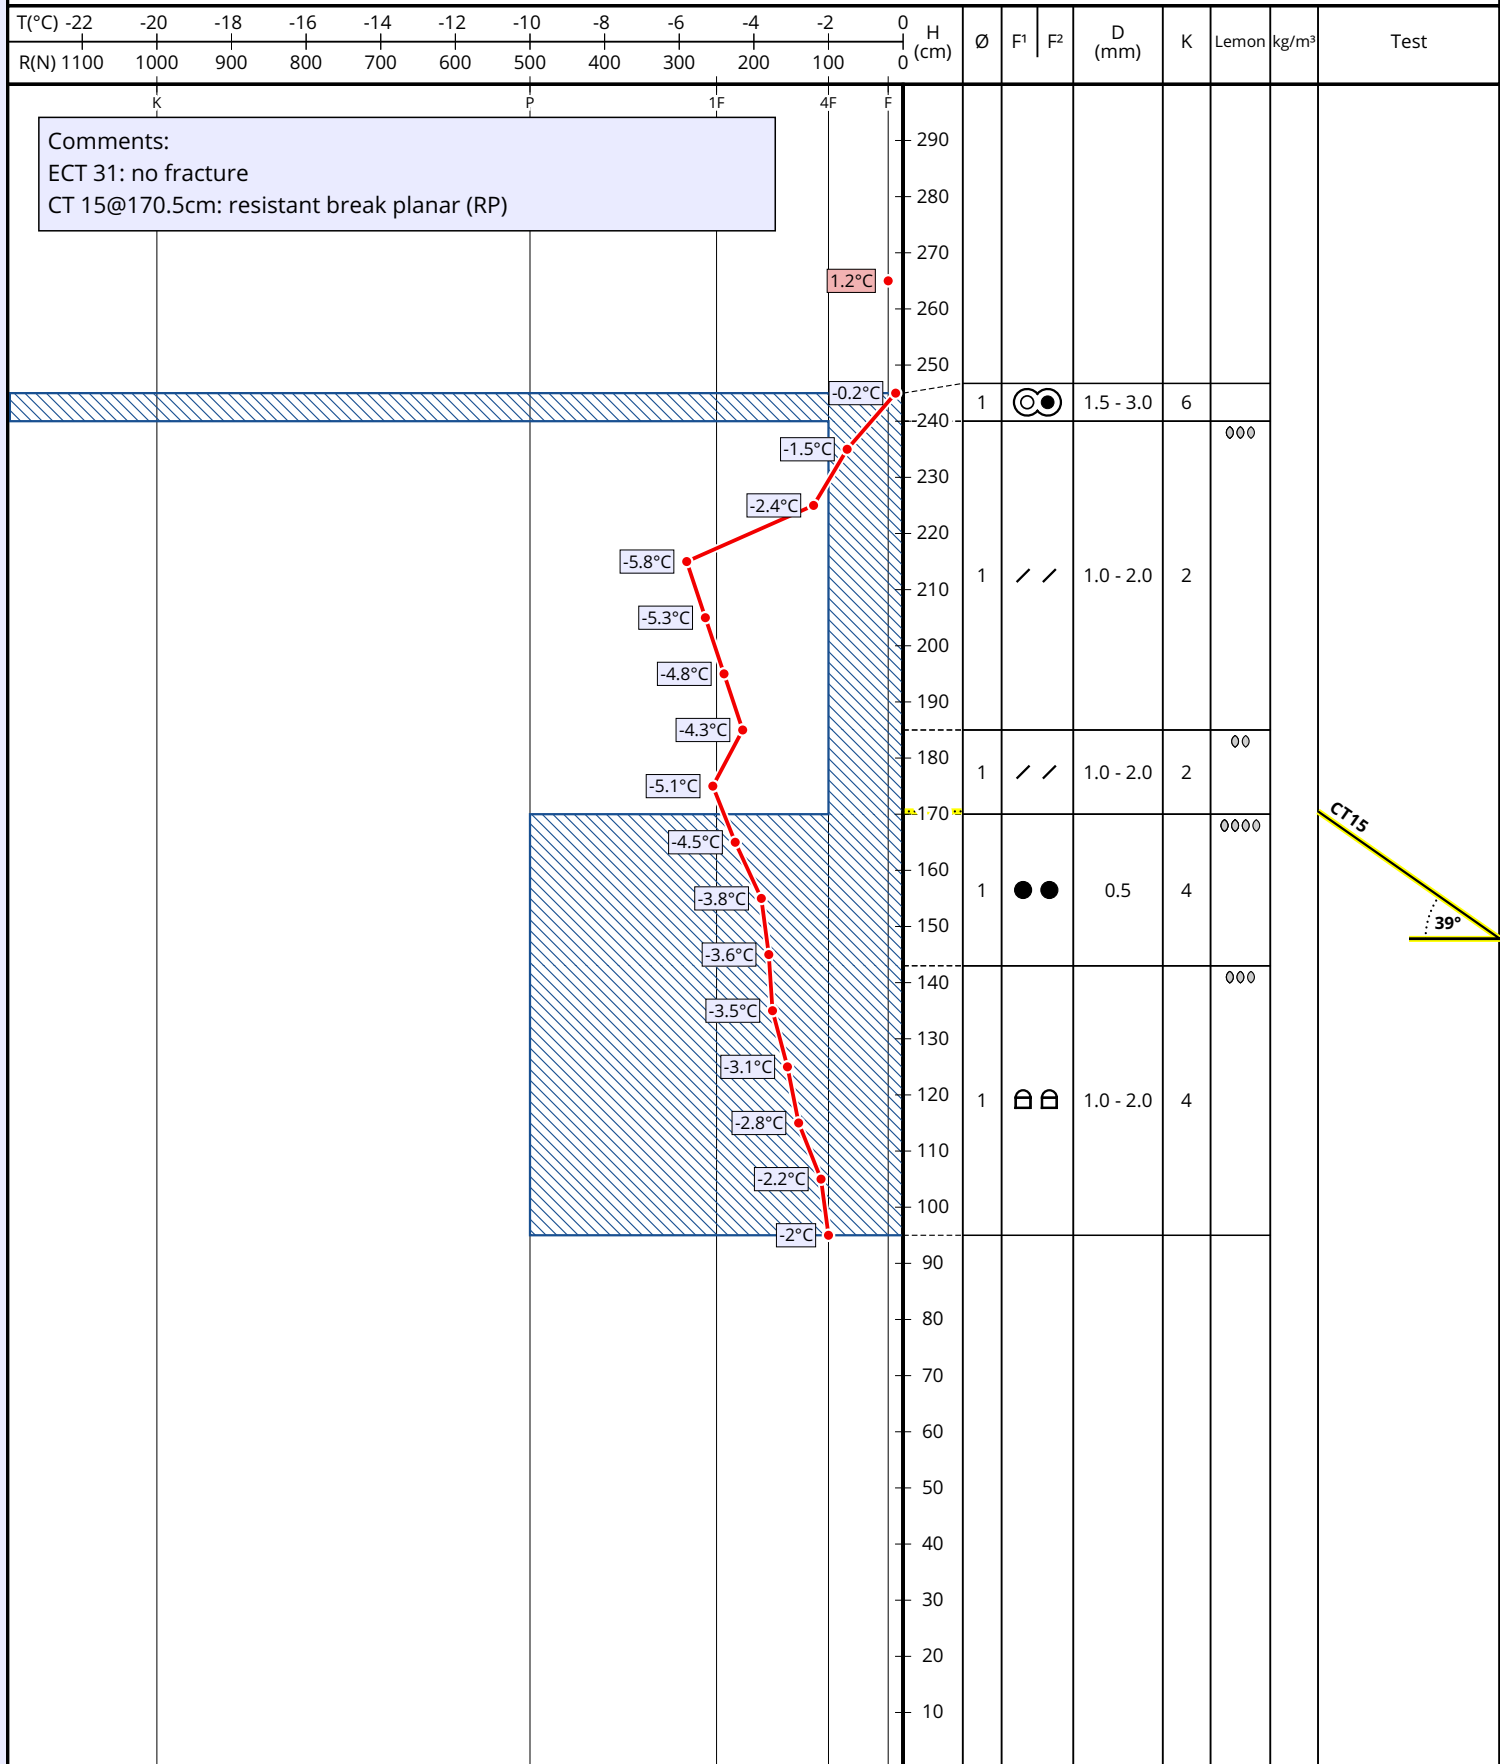 T(°C) -22 -20 -18 -16 -14 -12 -10 -8 -6 -4 -2 0
R(N) 1100 1000 900 800 700 600 500 400 300 200 100 0
H (cm) Ø F¹ F² D (mm) K Lemon kg/m³ Test
K P 1F 4F F
Comments:
ECT 31: no fracture
CT 15@170.5cm: resistant break planar (RP)
290
280
270
1.2°C
260
250
-0.2°C
1 1.5 - 3.0 6
240
-1.5°C
230
-2.4°C
220
-5.8°C
1 1.0 - 2.0 2
210
-5.3°C
200
-4.8°C
190
-4.3°C
180
1 1.0 - 2.0 2
-5.1°C
170
CT15
-4.5°C
160
1 0.5 4
-3.8°C
150
39°
-3.6°C
140
-3.5°C
130
-3.1°C
120
1 1.0 - 2.0 4
-2.8°C
110
-2.2°C
100
-2°C
90
80
70
60
50
40
30
20
10